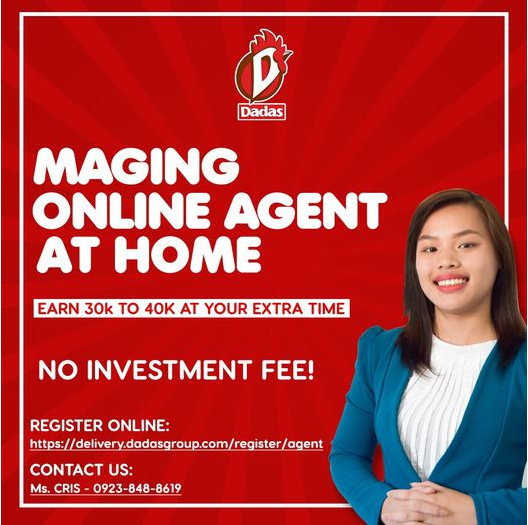 D
Dadas
MAGING
ONLINE AGENT
AT HOME
EARN 30k TO 40K AT YOUR EXTRA TIME
NO INVESTMENT FEE!
REGISTER ONLINE:
https://delivery.dadasgroup.com/register/agent
CONTACT US:
Ms. CRIS - 0923-848-8619